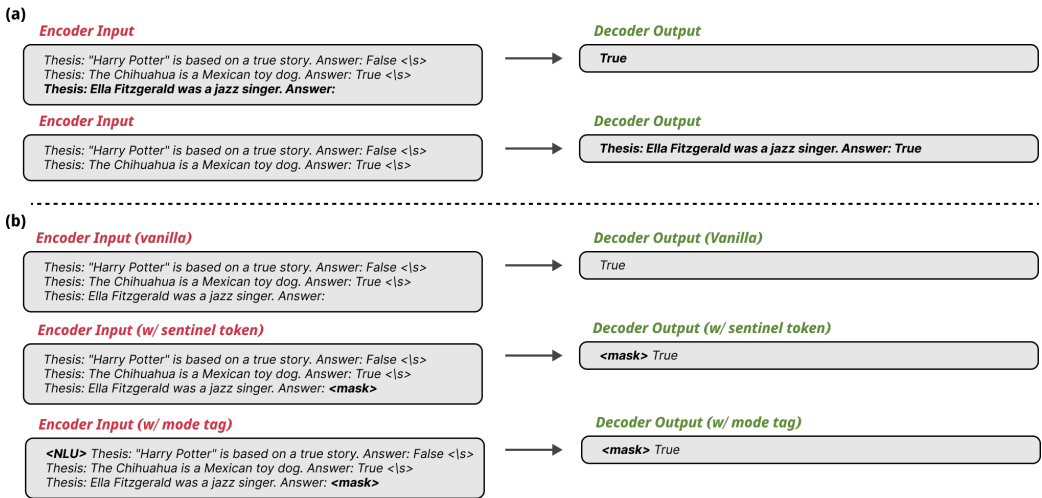 (a)
Encoder Input
Decoder Output
Thesis: "Harry Potter" is based on a true story. Answer: False <\s>
Thesis: The Chihuahua is a Mexican toy dog. Answer: True <\s>
Thesis: Ella Fitzgerald was a jazz singer. Answer:
True
Encoder Input
Decoder Output
Thesis: "Harry Potter" is based on a true story. Answer: False <\s>
Thesis: The Chihuahua is a Mexican toy dog. Answer: True <\s>
Thesis: Ella Fitzgerald was a jazz singer. Answer: True
(b)
Encoder Input (vanilla)
Decoder Output (Vanilla)
Thesis: "Harry Potter" is based on a true story. Answer: False <\s>
Thesis: The Chihuahua is a Mexican toy dog. Answer: True <\s>
Thesis: Ella Fitzgerald was a jazz singer. Answer:
True
Encoder Input (w/ sentinel token)
Decoder Output (w/ sentinel token)
Thesis: "Harry Potter" is based on a true story. Answer: False <\s>
Thesis: The Chihuahua is a Mexican toy dog. Answer: True <\s>
Thesis: Ella Fitzgerald was a jazz singer. Answer: <mask>
<mask> True
Encoder Input (w/ mode tag)
Decoder Output (w/ mode tag)
<NLU> Thesis: "Harry Potter" is based on a true story. Answer: False <\s>
Thesis: The Chihuahua is a Mexican toy dog. Answer: True <\s>
Thesis: Ella Fitzgerald was a jazz singer. Answer: <mask>
<mask> True